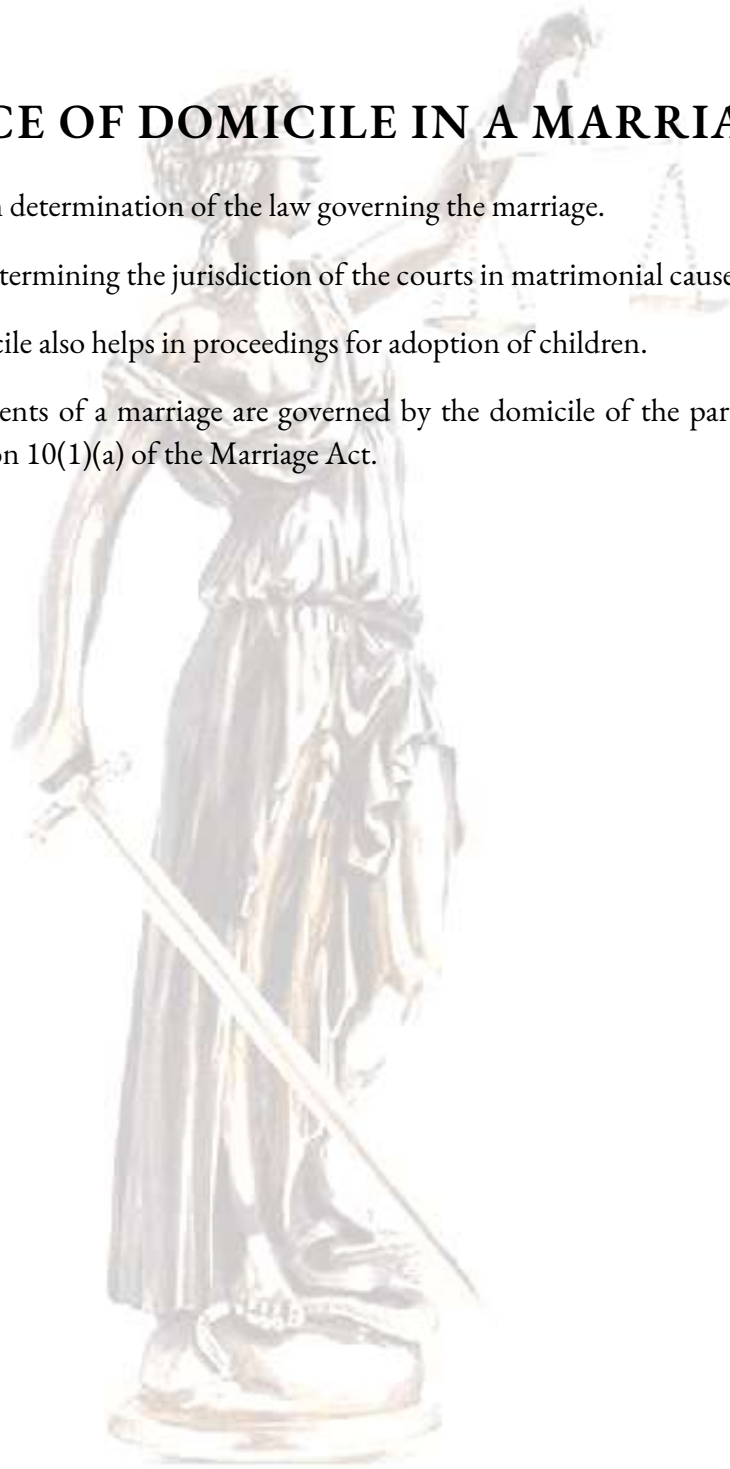 CE OF DOMICILE IN A MARRIA
determination of the law governing the marriage.
termining the jurisdiction of the courts in matrimonial cause
cile also helps in proceedings for adoption of children.
ents of a marriage are governed by the domicile of the par
on 10(1)(a) of the Marriage Act.